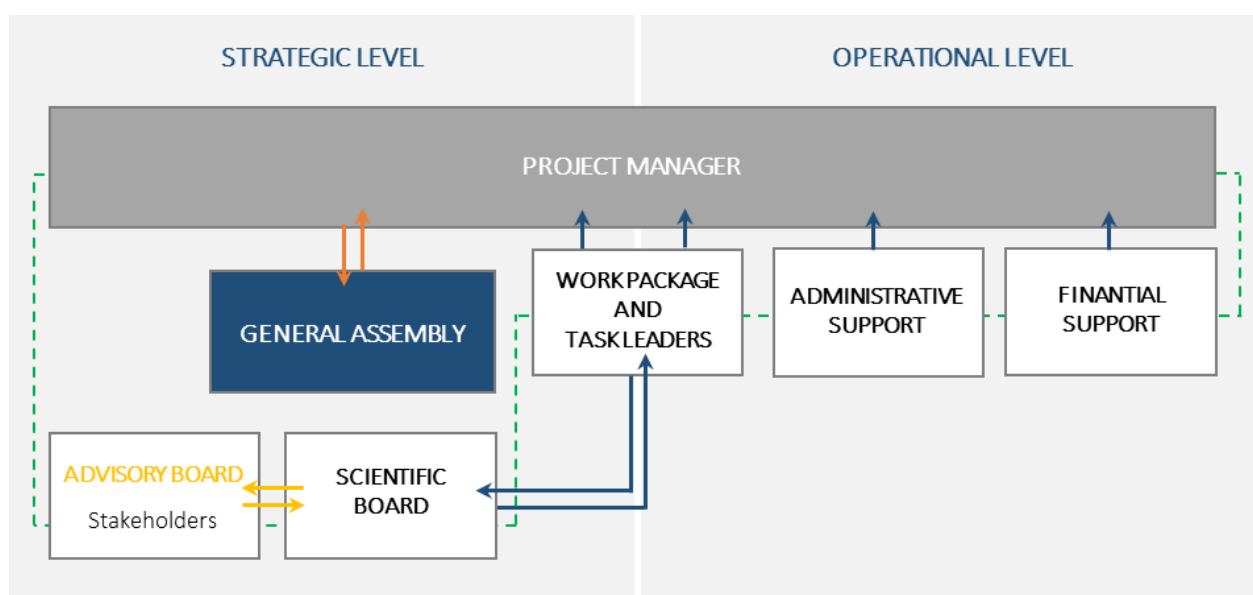 STRATEGIC LEVEL
OPERATIONAL LEVEL
PROJECT MANAGER
GENERAL ASSEMBLY
WORK PACKAGE
AND
TASK LEADERS
ADMINISTRATIVE
SUPPORT
FINANTIAL
SUPPORT
ADVISORY BOARD
Stakeholders
SCIENTIFIC
BOARD